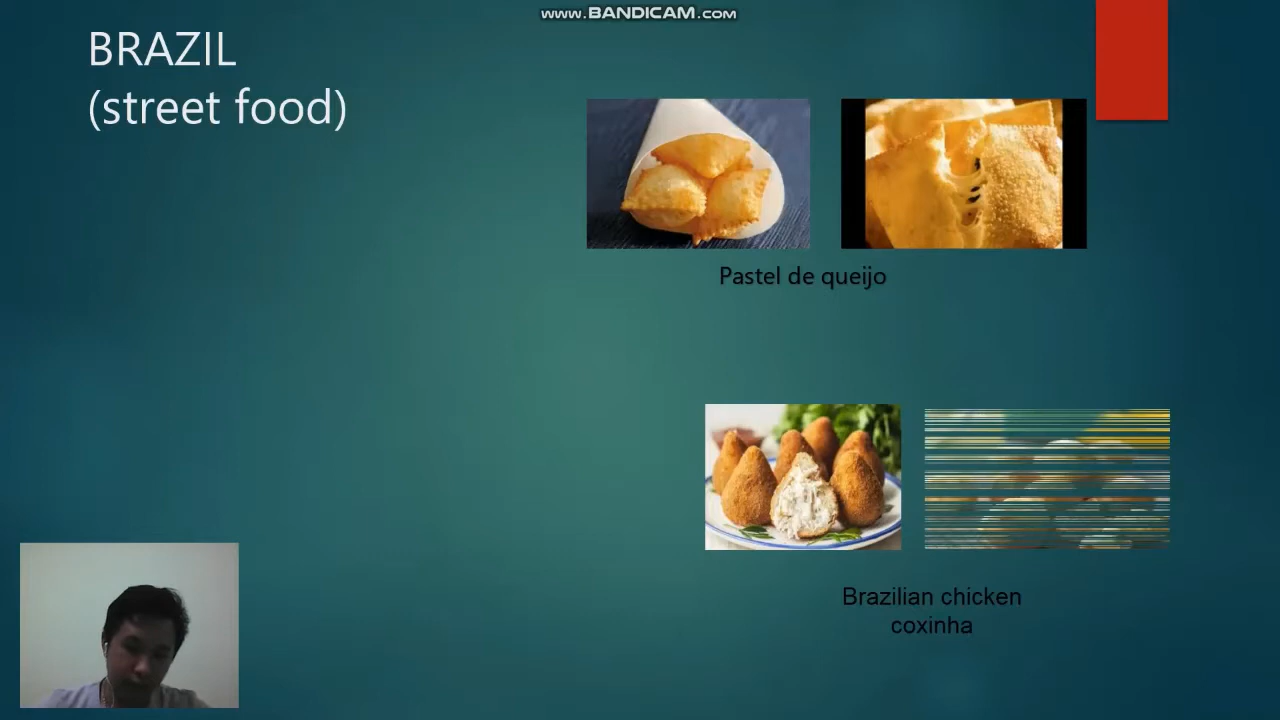 www.BANDICAM.com
BRAZIL
(street food)
Pastel de queijo
Brazilian chicken
coxinha